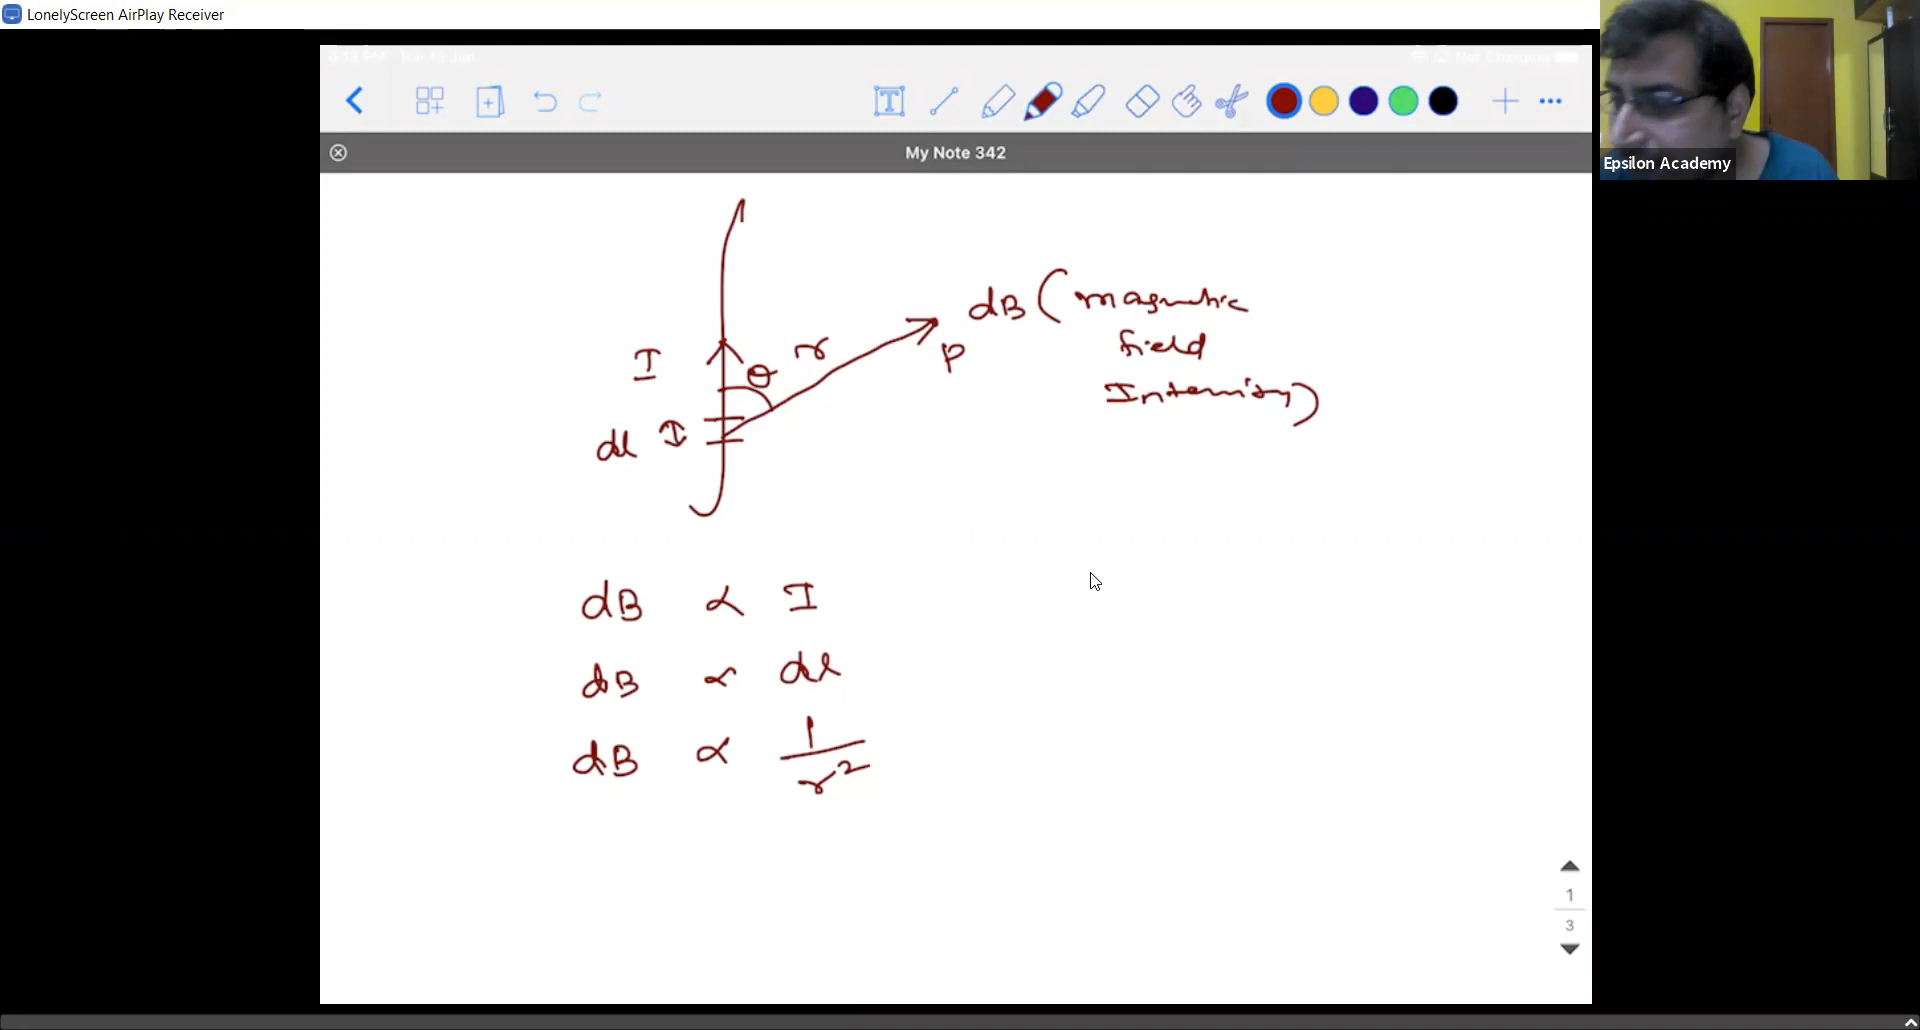 LonelyScreen AirPlay Receiver
T
My Note 342
Epsilon Academy
dB (magnetic
field
Intensity)
I
θ
r
P
dl
dB ∝ I
dB ∝ dl
dB ∝ 1/r²
1
3